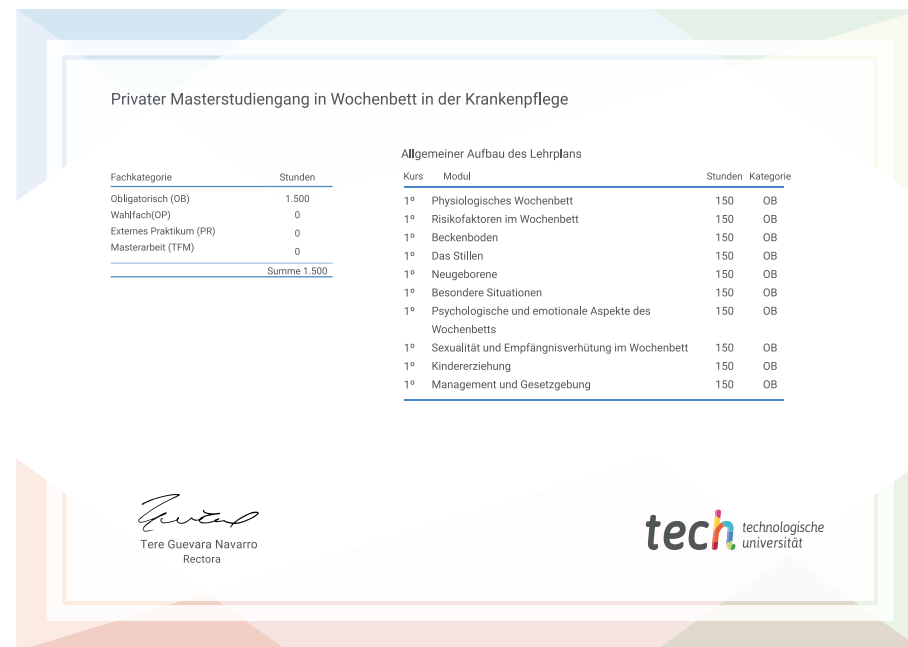 Privater Masterstudiengang in Wochenbett in der Krankenpflege
Fachkategorie Stunden
Obligatorisch (OB) 1.500
Wahlfach(OP) 0
Externes Praktikum (PR) 0
Masterarbeit (TFM) 0
Summe 1.500
Allgemeiner Aufbau des Lehrplans
Kurs Modul Stunden Kategorie
1º Physiologisches Wochenbett 150 OB
1º Risikofaktoren im Wochenbett 150 OB
1º Beckenboden 150 OB
1º Das Stillen 150 OB
1º Neugeborene 150 OB
1º Besondere Situationen 150 OB
1º Psychologische und emotionale Aspekte des 150 OB
Wochenbetts
1º Sexualität und Empfängnisverhütung im Wochenbett 150 OB
1º Kindererziehung 150 OB
1º Management und Gesetzgebung 150 OB
Tere Guevara Navarro
Rectora
tech technologische
universität